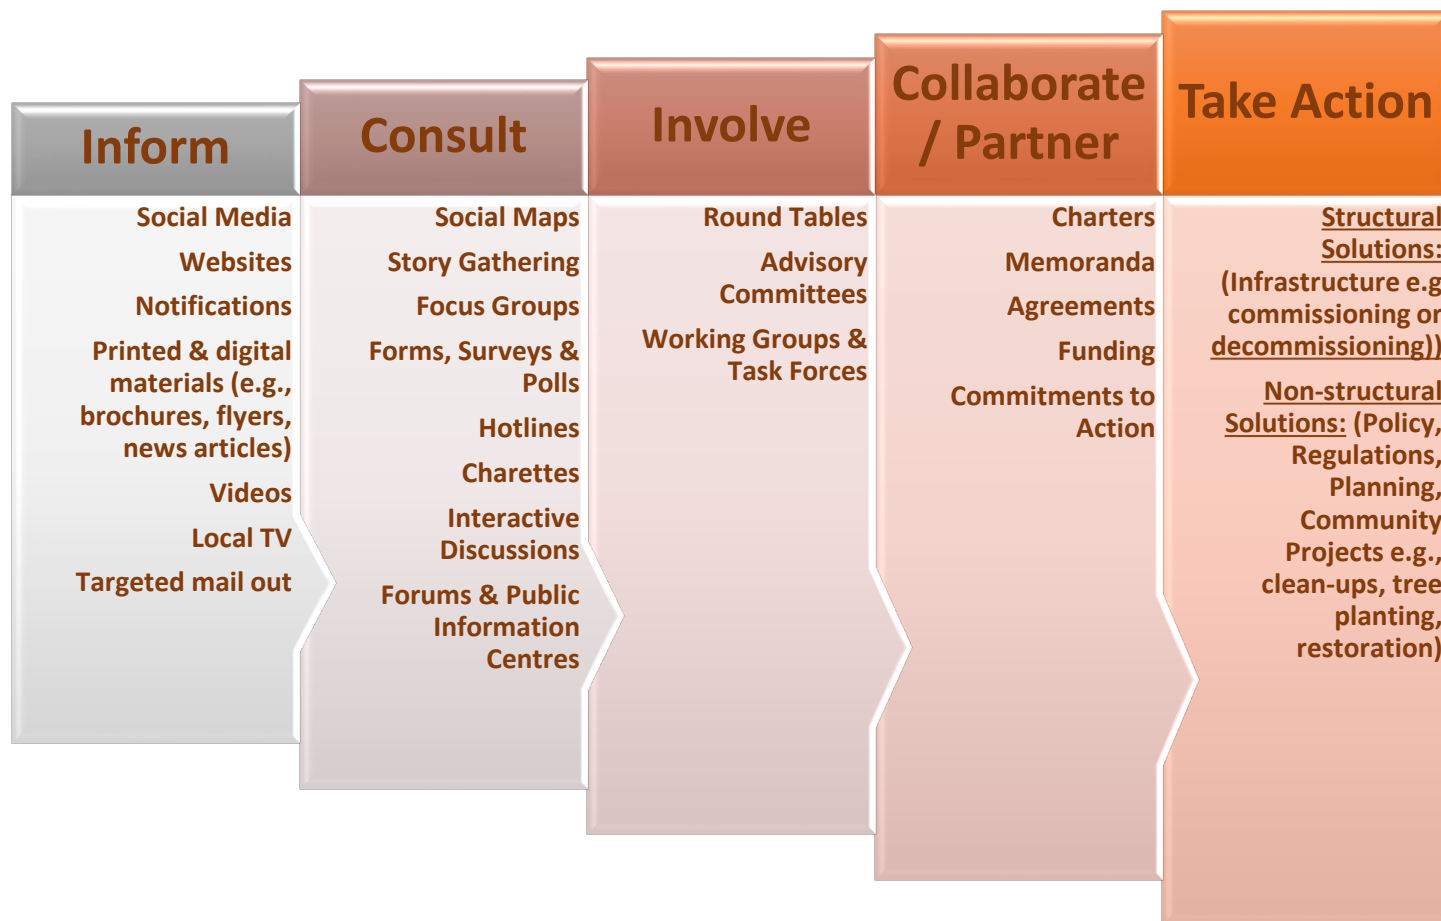 Inform
Social Media
Websites
Notifications
Printed & digital
materials (e.g.,
brochures, flyers,
news articles)
Videos
Local TV
Targeted mail out
Consult
Social Maps
Story Gathering
Focus Groups
Forms, Surveys &
Polls
Hotlines
Charettes
Interactive
Discussions
Forums & Public
Information
Centres
Involve
Round Tables
Advisory
Committees
Working Groups &
Task Forces
Collaborate
/ Partner
Charters
Memoranda
Agreements
Funding
Commitments to
Action
Take Action
Structural
Solutions:
(Infrastructure e.g
commissioning or
decommissioning))
Non-structural
Solutions: (Policy,
Regulations,
Planning,
Community
Projects e.g.,
clean-ups, tree
planting,
restoration)